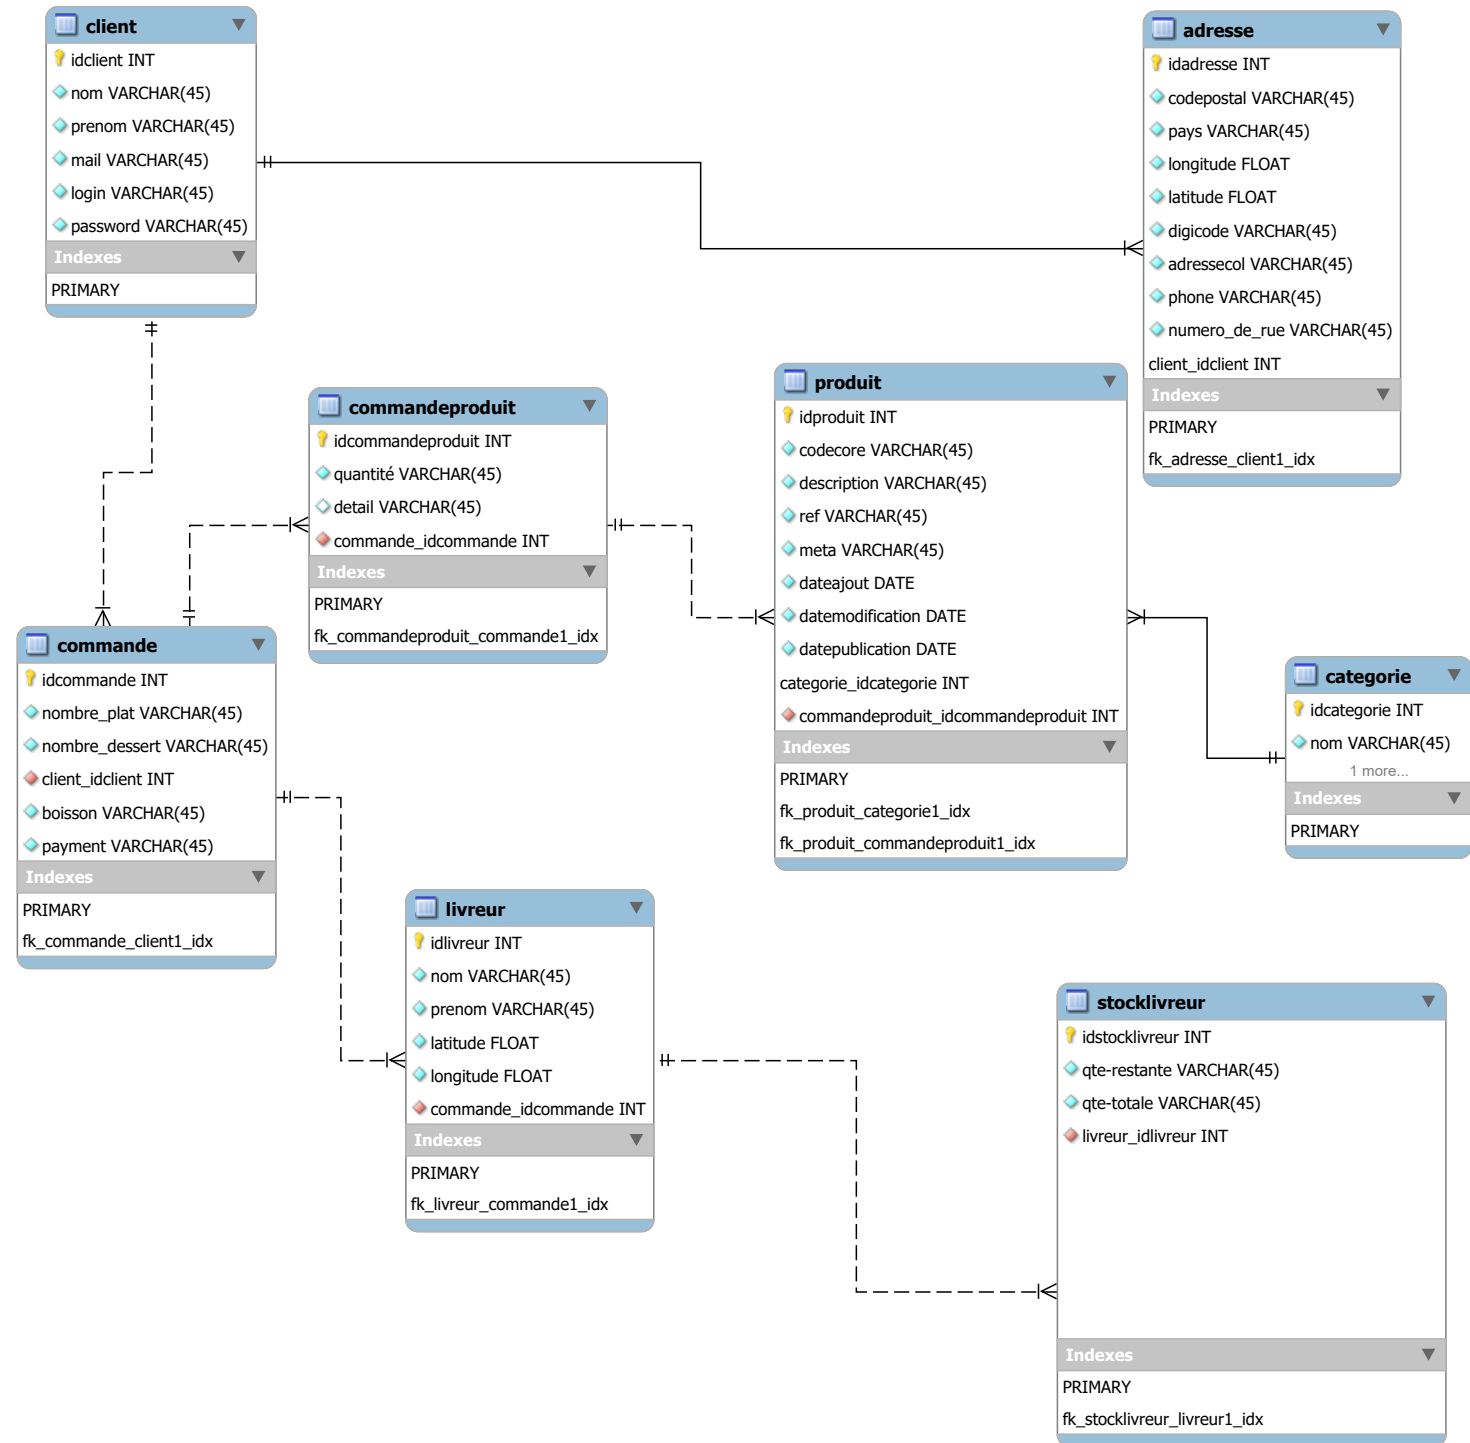 client
idclient INT
nom VARCHAR(45)
prenom VARCHAR(45)
mail VARCHAR(45)
login VARCHAR(45)
password VARCHAR(45)
Indexes
PRIMARY
adresse
idadresse INT
codepostal VARCHAR(45)
pays VARCHAR(45)
longitude FLOAT
latitude FLOAT
digicode VARCHAR(45)
adressecol VARCHAR(45)
phone VARCHAR(45)
numero_de_rue VARCHAR(45)
client_idclient INT
Indexes
PRIMARY
fk_adresse_client1_idx
commandeproduit
idcommandeproduit INT
quantité VARCHAR(45)
detail VARCHAR(45)
commande_idcommande INT
Indexes
PRIMARY
fk_commandeproduit_commande1_idx
produit
idproduit INT
codecore VARCHAR(45)
description VARCHAR(45)
ref VARCHAR(45)
meta VARCHAR(45)
dateajout DATE
datemodification DATE
datepublication DATE
categorie_idcategorie INT
commandeproduit_idcommandeproduit INT
Indexes
PRIMARY
fk_produit_categorie1_idx
fk_produit_commandeproduit1_idx
categorie
idcategorie INT
nom VARCHAR(45)
1 more...
Indexes
PRIMARY
commande
idcommande INT
nombre_plat VARCHAR(45)
nombre_dessert VARCHAR(45)
client_idclient INT
boisson VARCHAR(45)
payment VARCHAR(45)
Indexes
PRIMARY
fk_commande_client1_idx
livreur
idlivreur INT
nom VARCHAR(45)
prenom VARCHAR(45)
latitude FLOAT
longitude FLOAT
commande_idcommande INT
Indexes
PRIMARY
fk_livreur_commande1_idx
stocklivreur
idstocklivreur INT
qte-restante VARCHAR(45)
qte-totale VARCHAR(45)
livreur_idlivreur INT
Indexes
PRIMARY
fk_stocklivreur_livreur1_idx